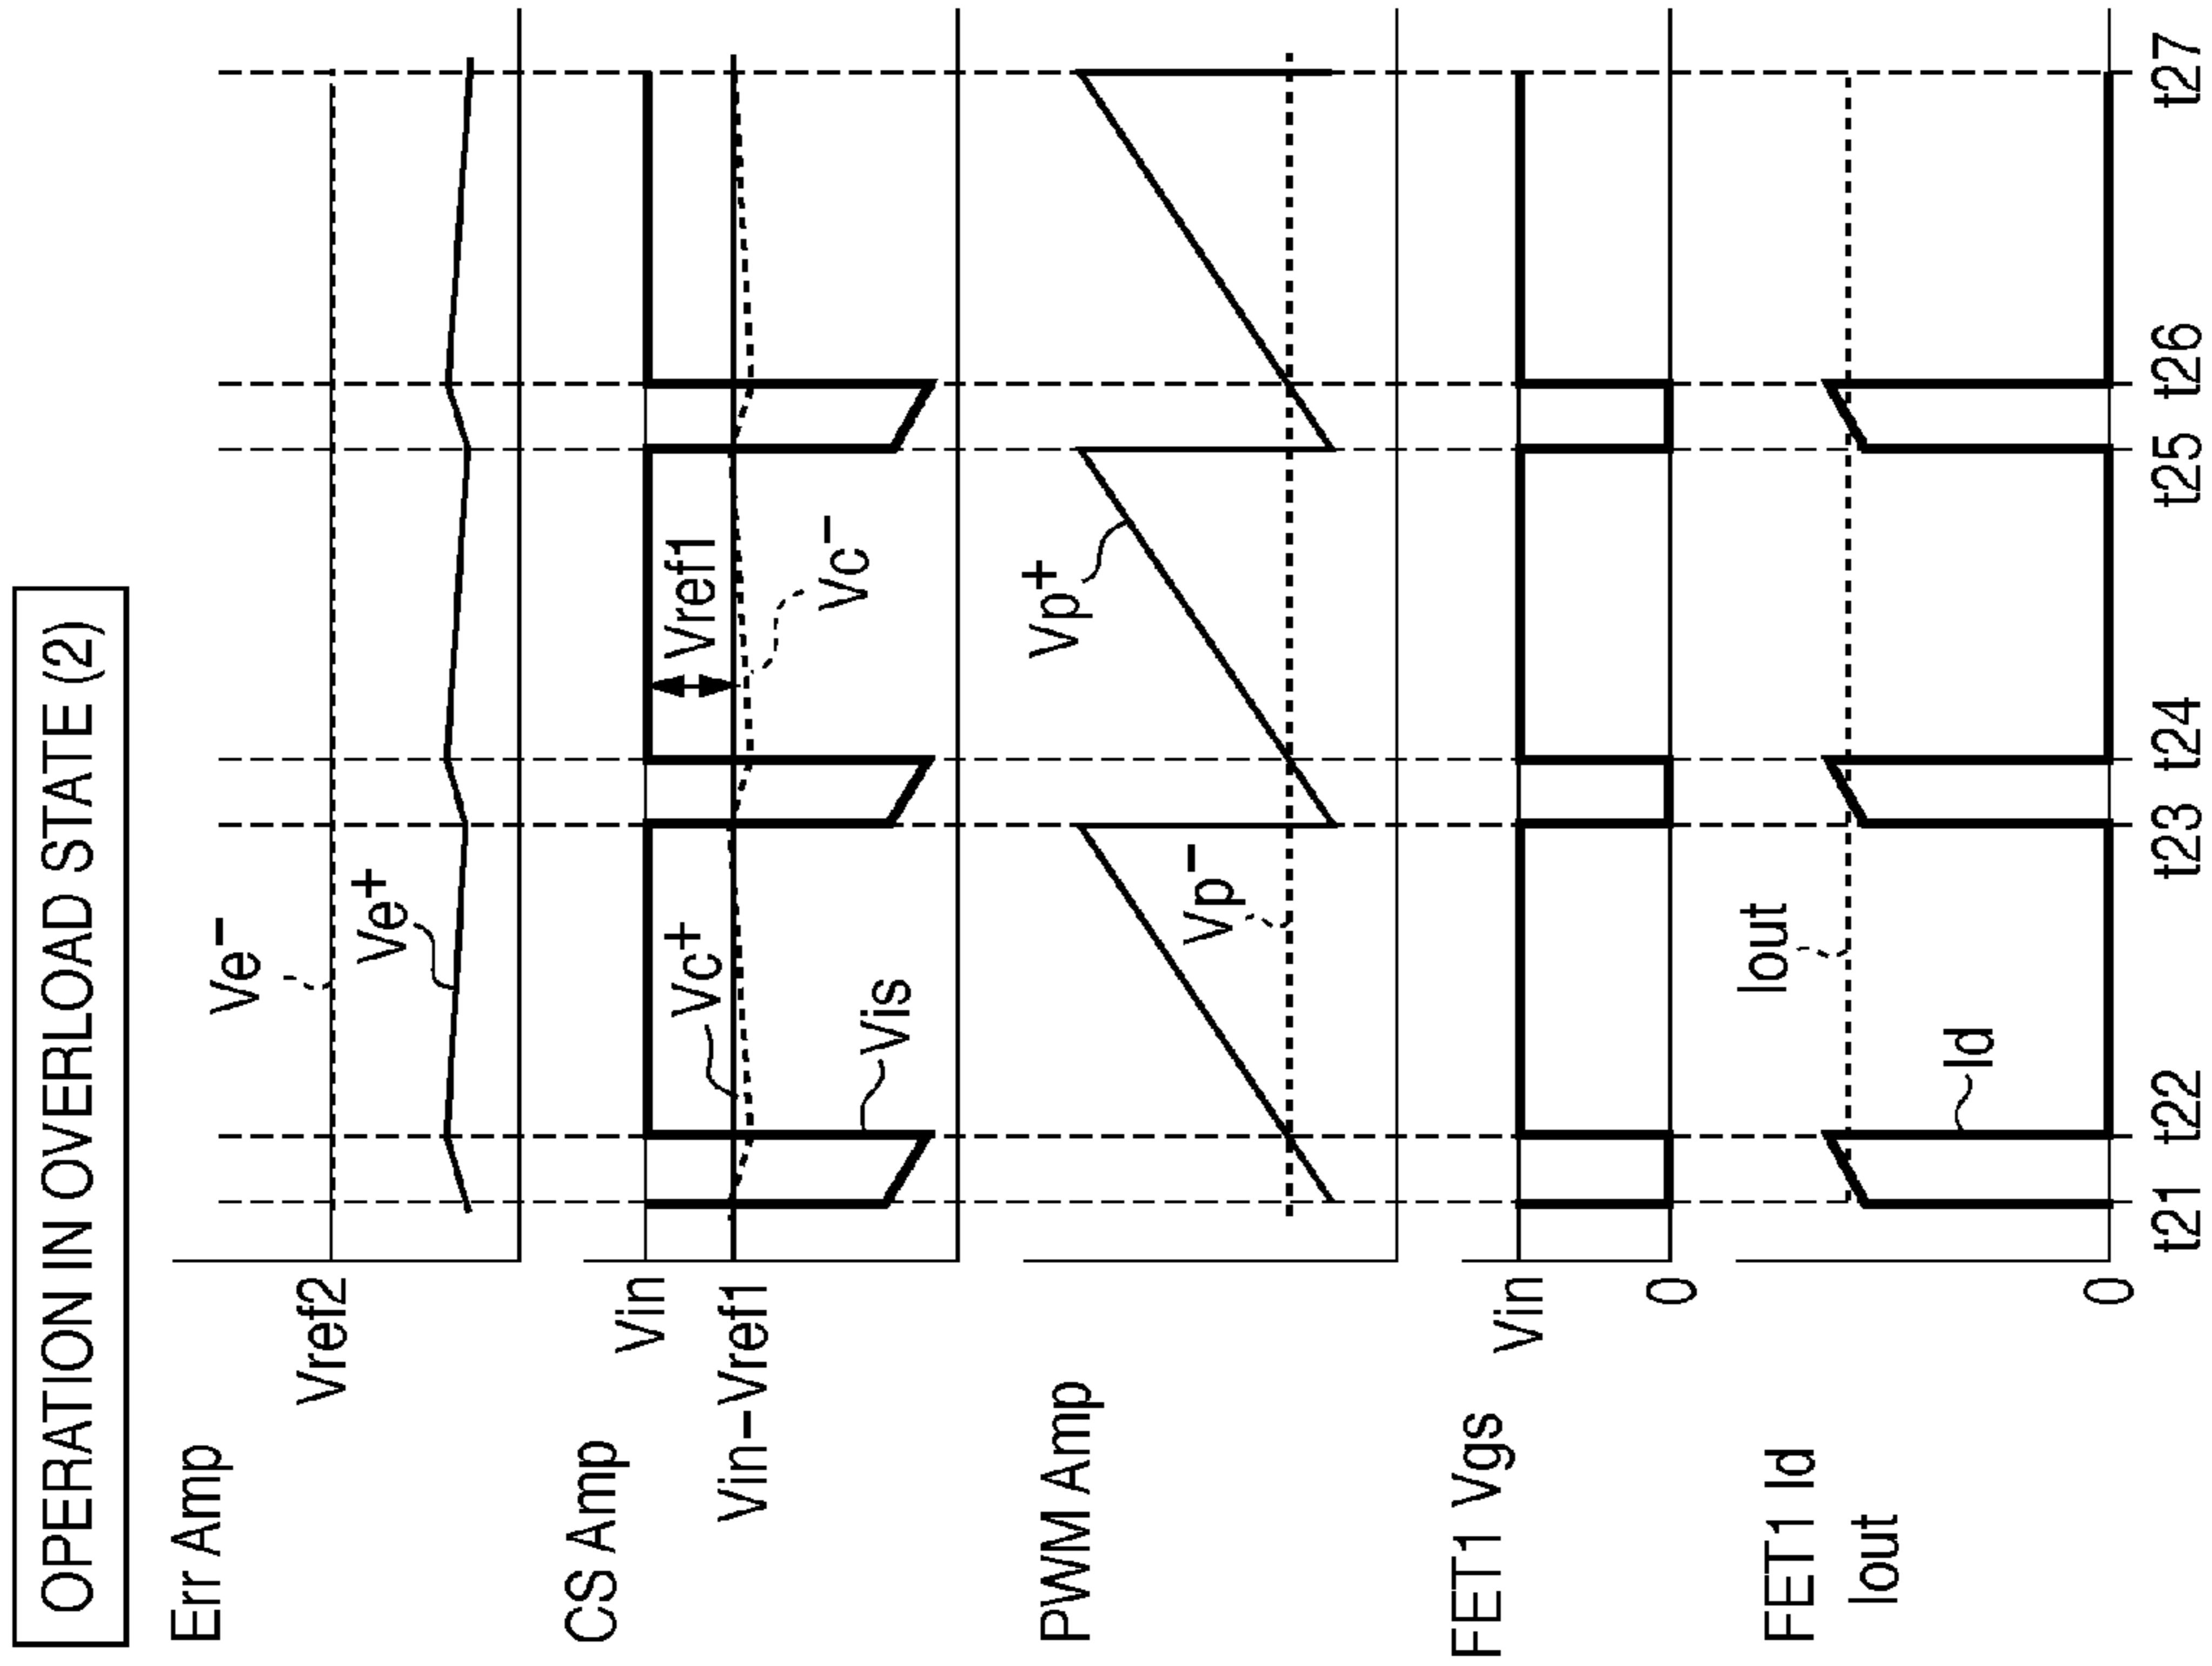 OPERATION IN OVERLOAD STATE (2)
Err Amp
Vref2
Ve−
Ve+
CS Amp
Vin
Vin−Vref1
Vc+
Vis
Vref1
Vc−
PWM Amp
Vp−
Vp+
FET1 Vgs
Vin
0
FET1 Id
Iout
Iout
Id
0
t21 t22 t23 t24 t25 t26 t27